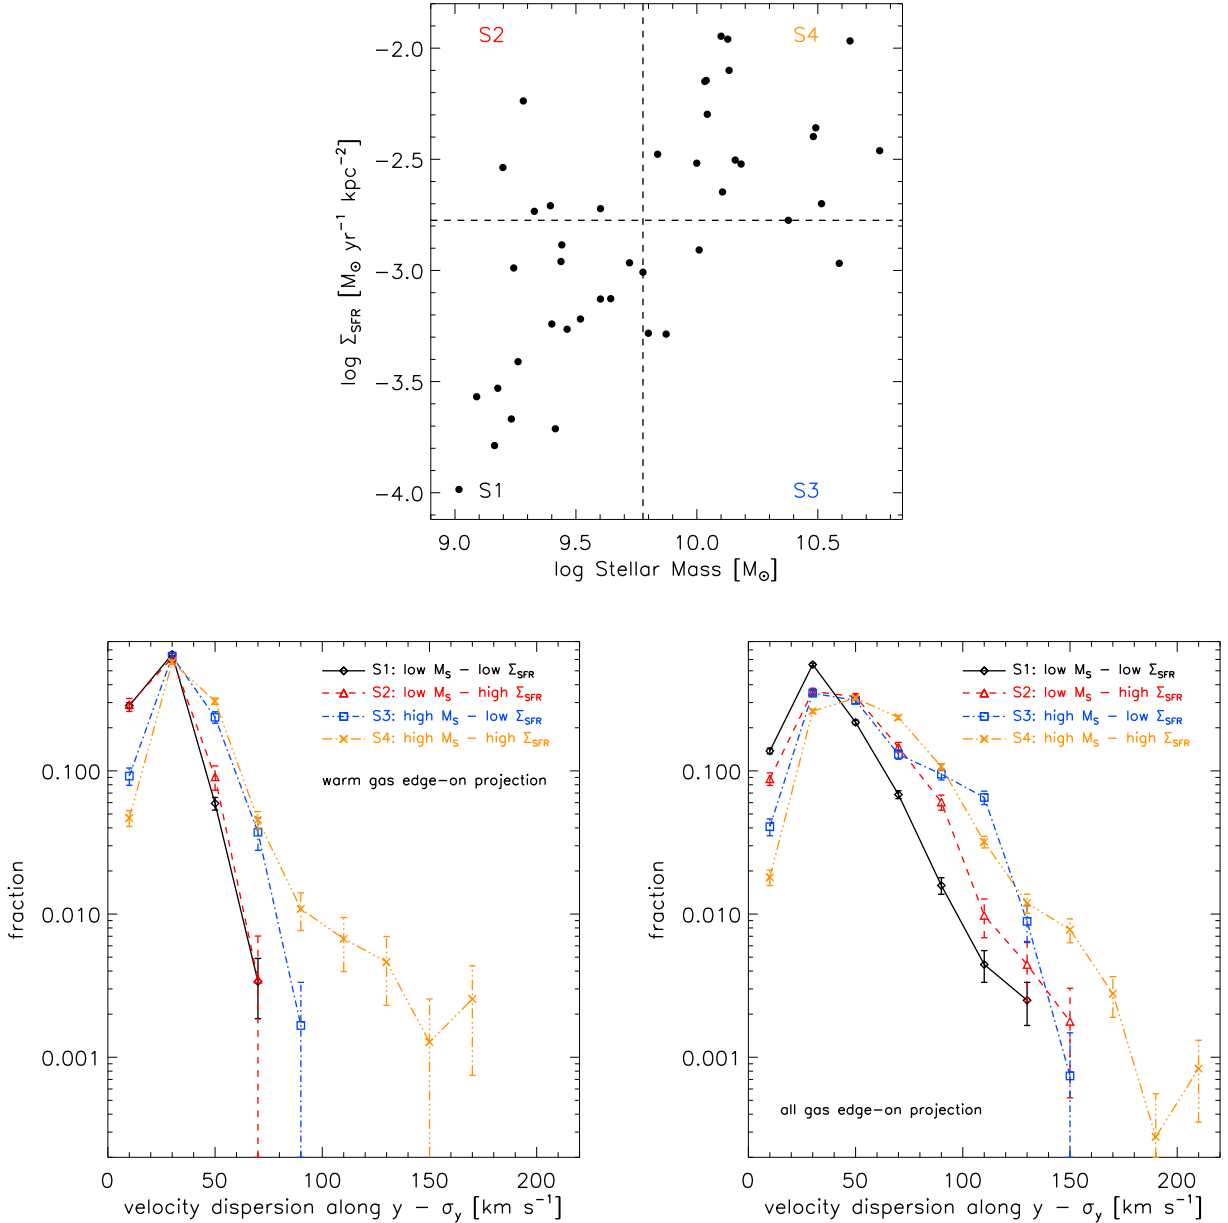 S2
S4
−2.0
−2.5
−3.0
−3.5
−4.0
log Σ_SFR [M_⊙ yr⁻¹ kpc⁻²]
S1
S3
9.0 9.5 10.0 10.5
log Stellar Mass [M_⊙]
S1: low M_S − low Σ_SFR
S2: low M_S − high Σ_SFR
S3: high M_S − low Σ_SFR
S4: high M_S − high Σ_SFR
warm gas edge−on projection
0.100
0.010
0.001
fraction
0 50 100 150 200
velocity dispersion along y − σ_y [km s⁻¹]
S1: low M_S − low Σ_SFR
S2: low M_S − high Σ_SFR
S3: high M_S − low Σ_SFR
S4: high M_S − high Σ_SFR
0.100
0.010
0.001
fraction
all gas edge−on projection
0 50 100 150 200
velocity dispersion along y − σ_y [km s⁻¹]